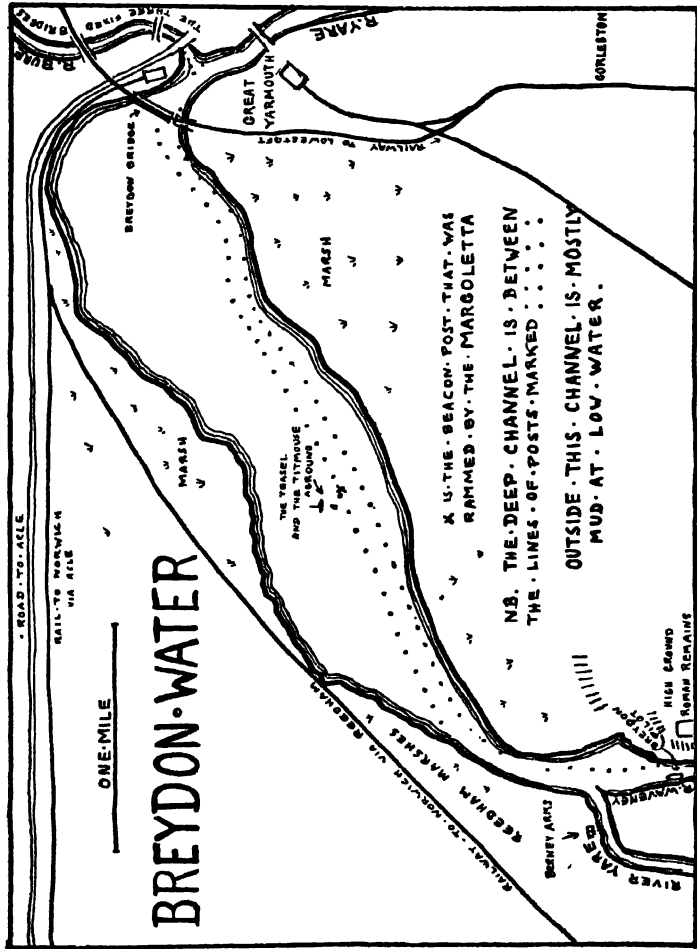 BREYDON·WATER
ONE·MILE
ROAD·TO·ACLE
RAIL·TO·NORWICH
VIA ACLE
MARSH
THE TEASEL
AND THE TITMOUSE
AGROUND
X
MARSH
X IS·THE·BEACON·POST·THAT·WAS
RAMMED·BY·THE·MARGOLETTA
NB. THE·DEEP·CHANNEL·IS·BETWEEN
THE·LINES·OF·POSTS·MARKED
OUTSIDE·THIS·CHANNEL·IS·MOSTLY
MUD·AT·LOW·WATER.
RAILWAY·TO·NORWICH VIA REEDHAM
REEDHAM MARSHES
BERNEY ARMS
RIVER YARE
R.WAVENEY
BREYDON
PILOT
HIGH GROUND
ROMAN REMAINS
BREYDON BRIDGE
R. BURE
THE THREE SIRED BRIDERS
R.YARE
GREAT
YARMOUTH
RAILWAY TO LOWESTOFT
GORLESTON